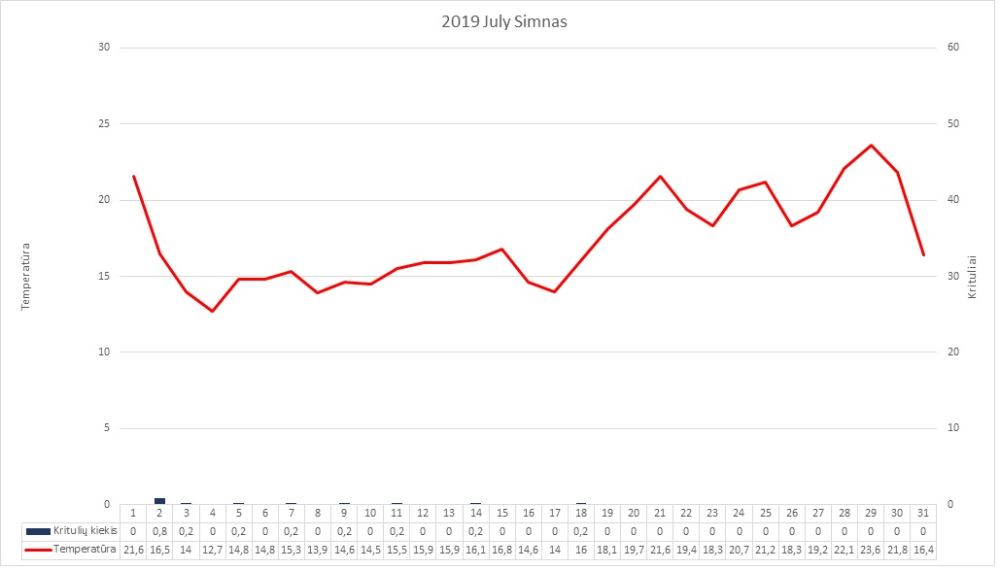 2019 July Simnas
30 60
25 50
20 40
15 30
10 20
5 10
0 0
Temperatūra
Krituliai
1 2 3 4 5 6 7 8 9 10 11 12 13 14 15 16 17 18 19 20 21 22 23 24 25 26 27 28 29 30 31
Kritulių kiekis 0 0,8 0,2 0 0,2 0 0,2 0 0,2 0 0,2 0 0 0,2 0 0 0 0,2 0 0 0 0 0 0 0 0 0 0 0 0 0
Temperatūra 21,6 16,5 14 12,7 14,8 14,8 15,3 13,9 14,6 14,5 15,5 15,9 15,9 16,1 16,8 14,6 14 16 18,1 19,7 21,6 19,4 18,3 20,7 21,2 18,3 19,2 22,1 23,6 21,8 16,4